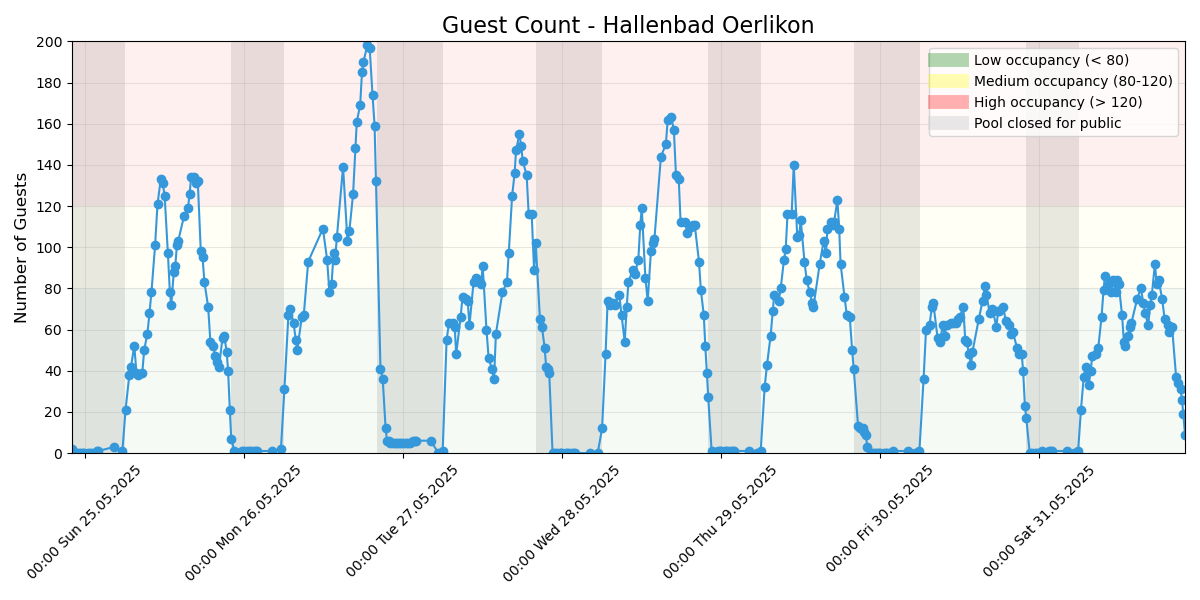 Guest Count - Hallenbad Oerlikon
Number of Guests
200
180
160
140
120
100
80
60
40
20
0
Low occupancy (< 80)
Medium occupancy (80-120)
High occupancy (> 120)
Pool closed for public
00:00 Sun 25.05.2025
00:00 Mon 26.05.2025
00:00 Tue 27.05.2025
00:00 Wed 28.05.2025
00:00 Thu 29.05.2025
00:00 Fri 30.05.2025
00:00 Sat 31.05.2025